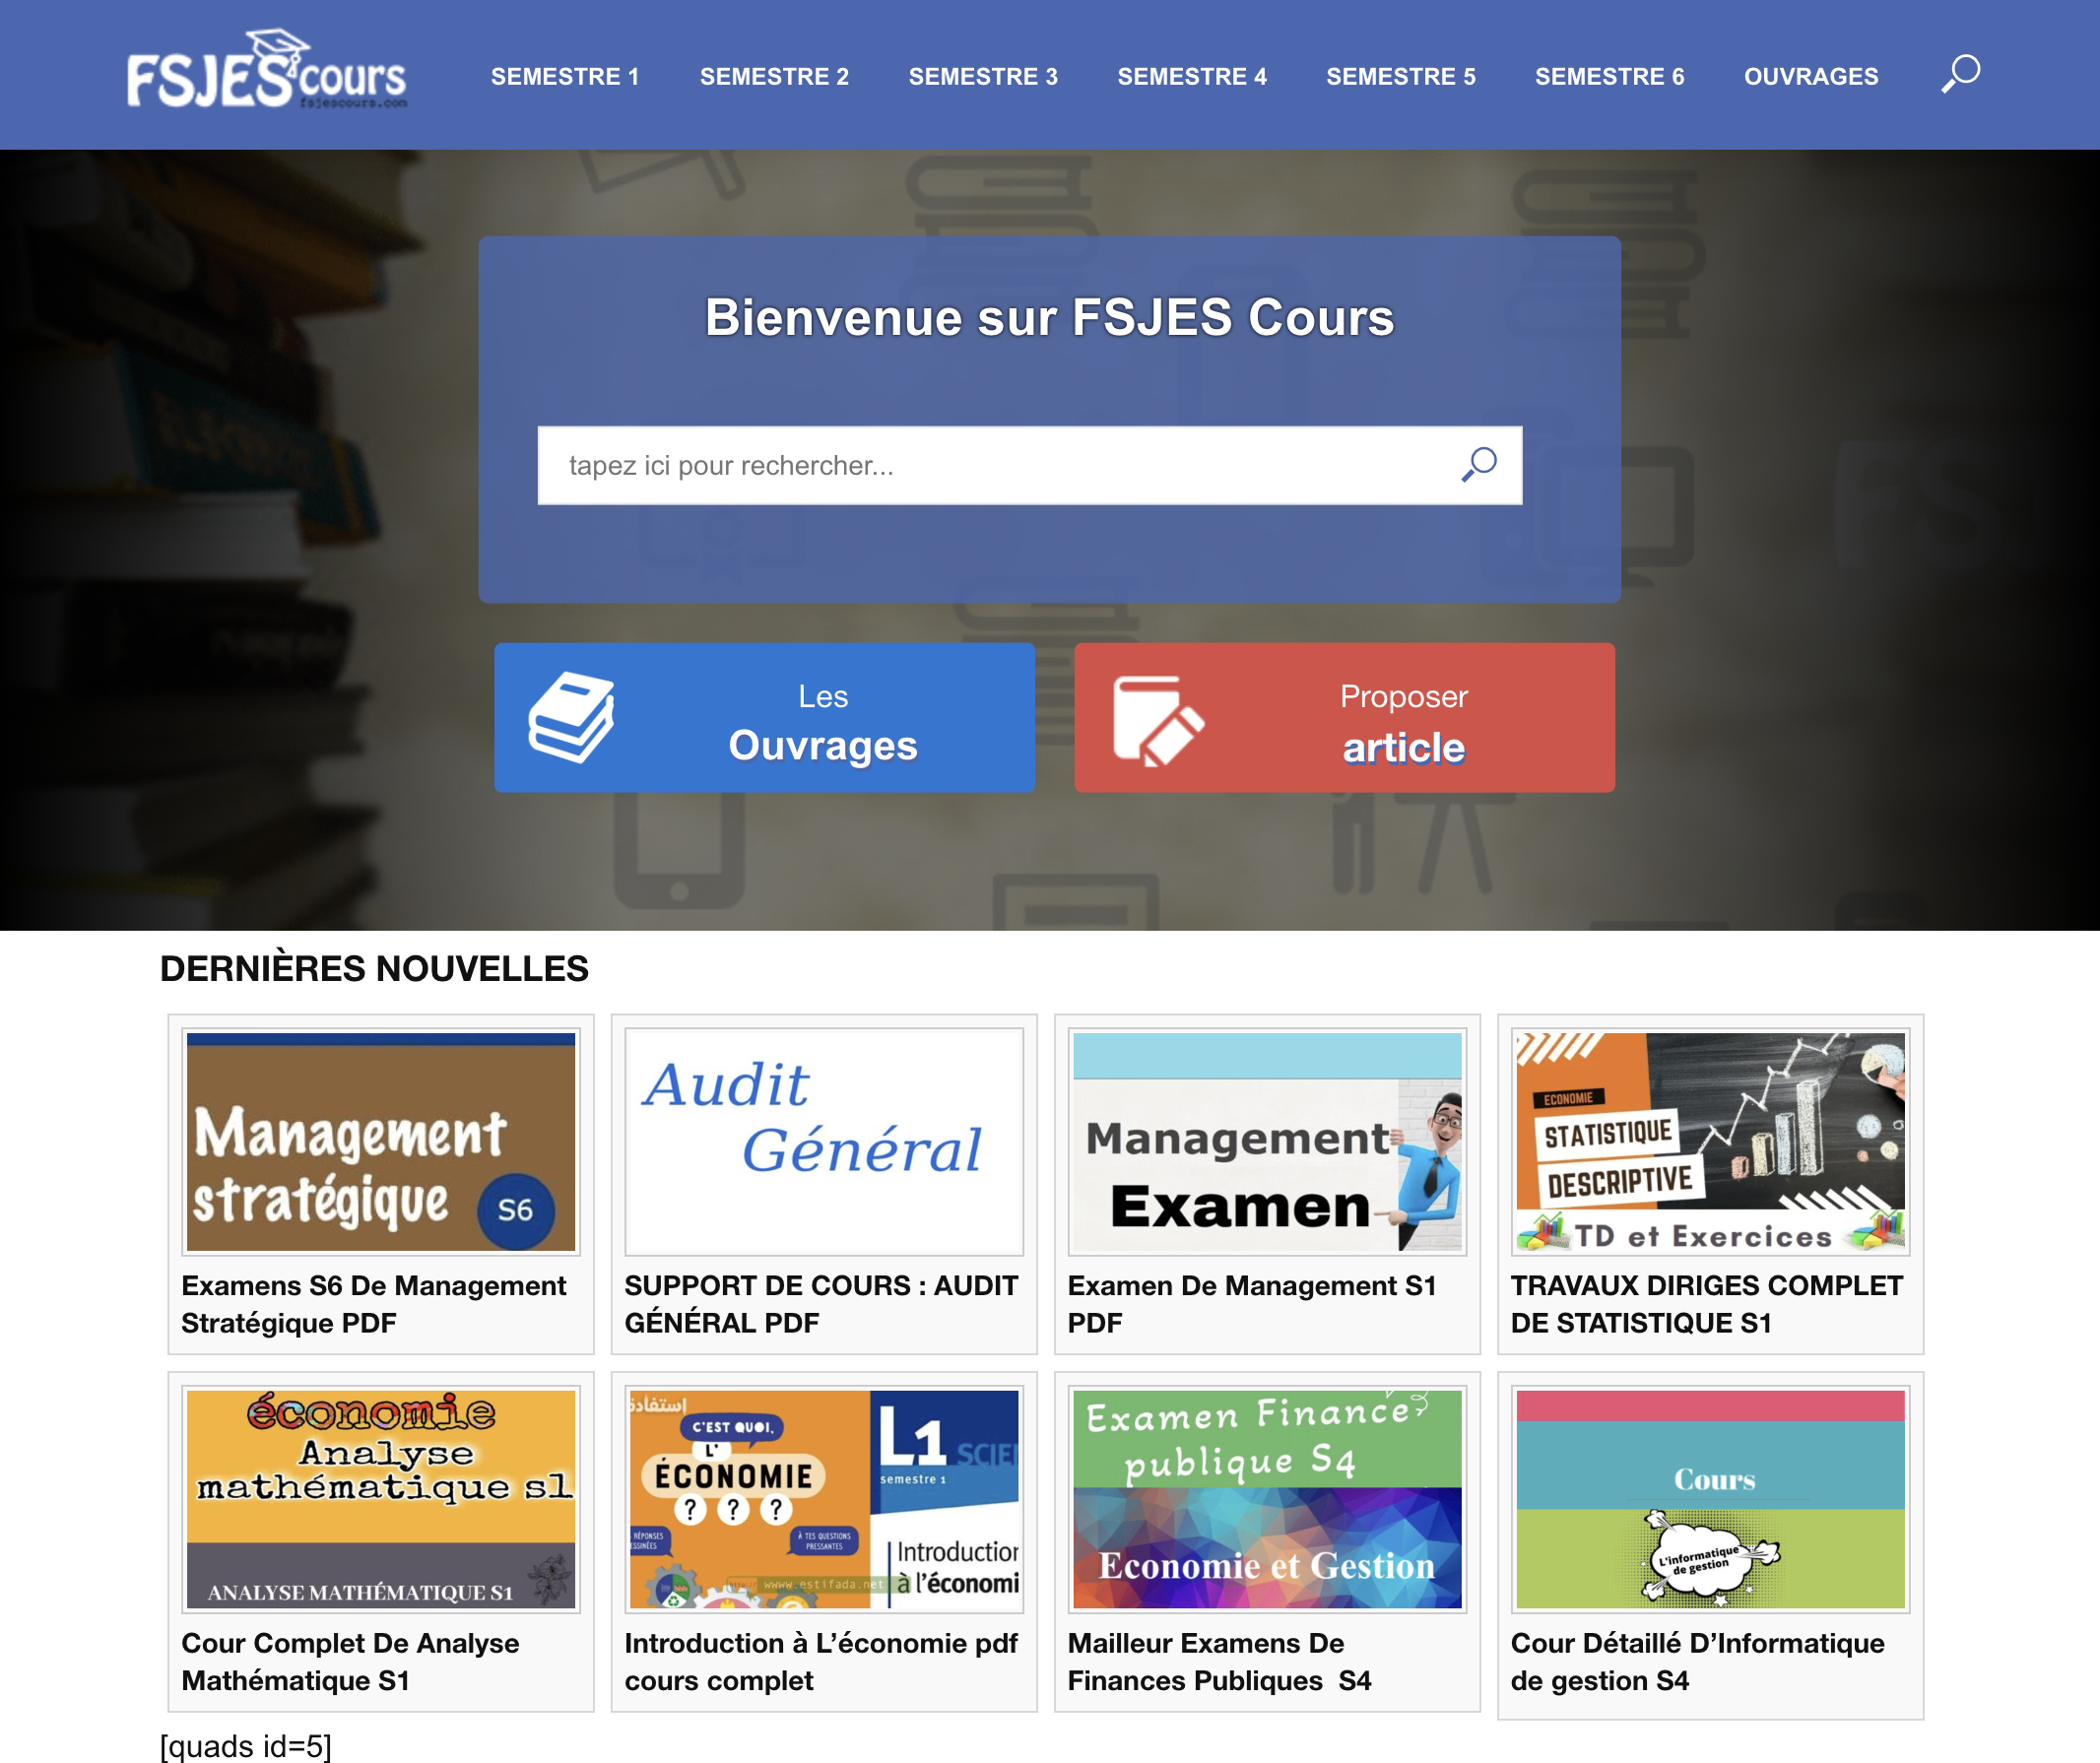 FSJES cours
fsjescours.com
SEMESTRE 1 SEMESTRE 2 SEMESTRE 3 SEMESTRE 4 SEMESTRE 5 SEMESTRE 6 OUVRAGES
Bienvenue sur FSJES Cours
tapez ici pour rechercher...
Les
Ouvrages
Proposer
article
DERNIÈRES NOUVELLES
Management
stratégique
S6
Examens S6 De Management
Stratégique PDF
Audit
Général
SUPPORT DE COURS : AUDIT
GÉNÉRAL PDF
Management
Examen
Examen De Management S1
PDF
ECONOMIE
STATISTIQUE
DESCRIPTIVE
TD et Exercices
TRAVAUX DIRIGES COMPLET
DE STATISTIQUE S1
économie
Analyse
mathématique s1
ANALYSE MATHÉMATIQUE S1
Cour Complet De Analyse
Mathématique S1
إستفادة
C'EST QUOI,
L'
ÉCONOMIE
? ? ?
RÉPONSES
À TES QUESTIONS
PRESSANTES
www.estifada.net
L1 SCIE
semestre 1
Introduction
à l'économi
Introduction à L’économie pdf
cours complet
Examen Finance
publique S4
Economie et Gestion
Mailleur Examens De
Finances Publiques S4
Cours
L'informatique
de gestion
Cour Détaillé D’Informatique
de gestion S4
[quads id=5]